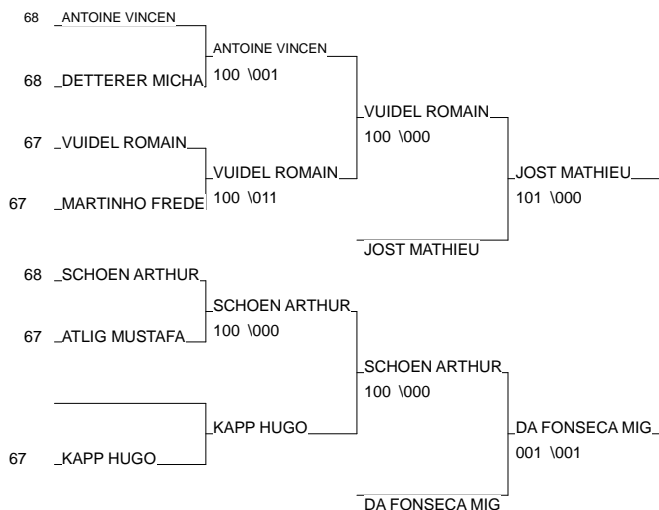 68 ANTOINE VINCEN
ANTOINE VINCEN
100 \001
68 DETTERER MICHA
VUIDEL ROMAIN
100 \000
67 VUIDEL ROMAIN
VUIDEL ROMAIN
100 \011
JOST MATHIEU
101 \000
67 MARTINHO FREDE
JOST MATHIEU
68 SCHOEN ARTHUR
SCHOEN ARTHUR
100 \000
67 ATLIG MUSTAFA
SCHOEN ARTHUR
100 \000
KAPP HUGO
DA FONSECA MIG
001 \001
67 KAPP HUGO
DA FONSECA MIG